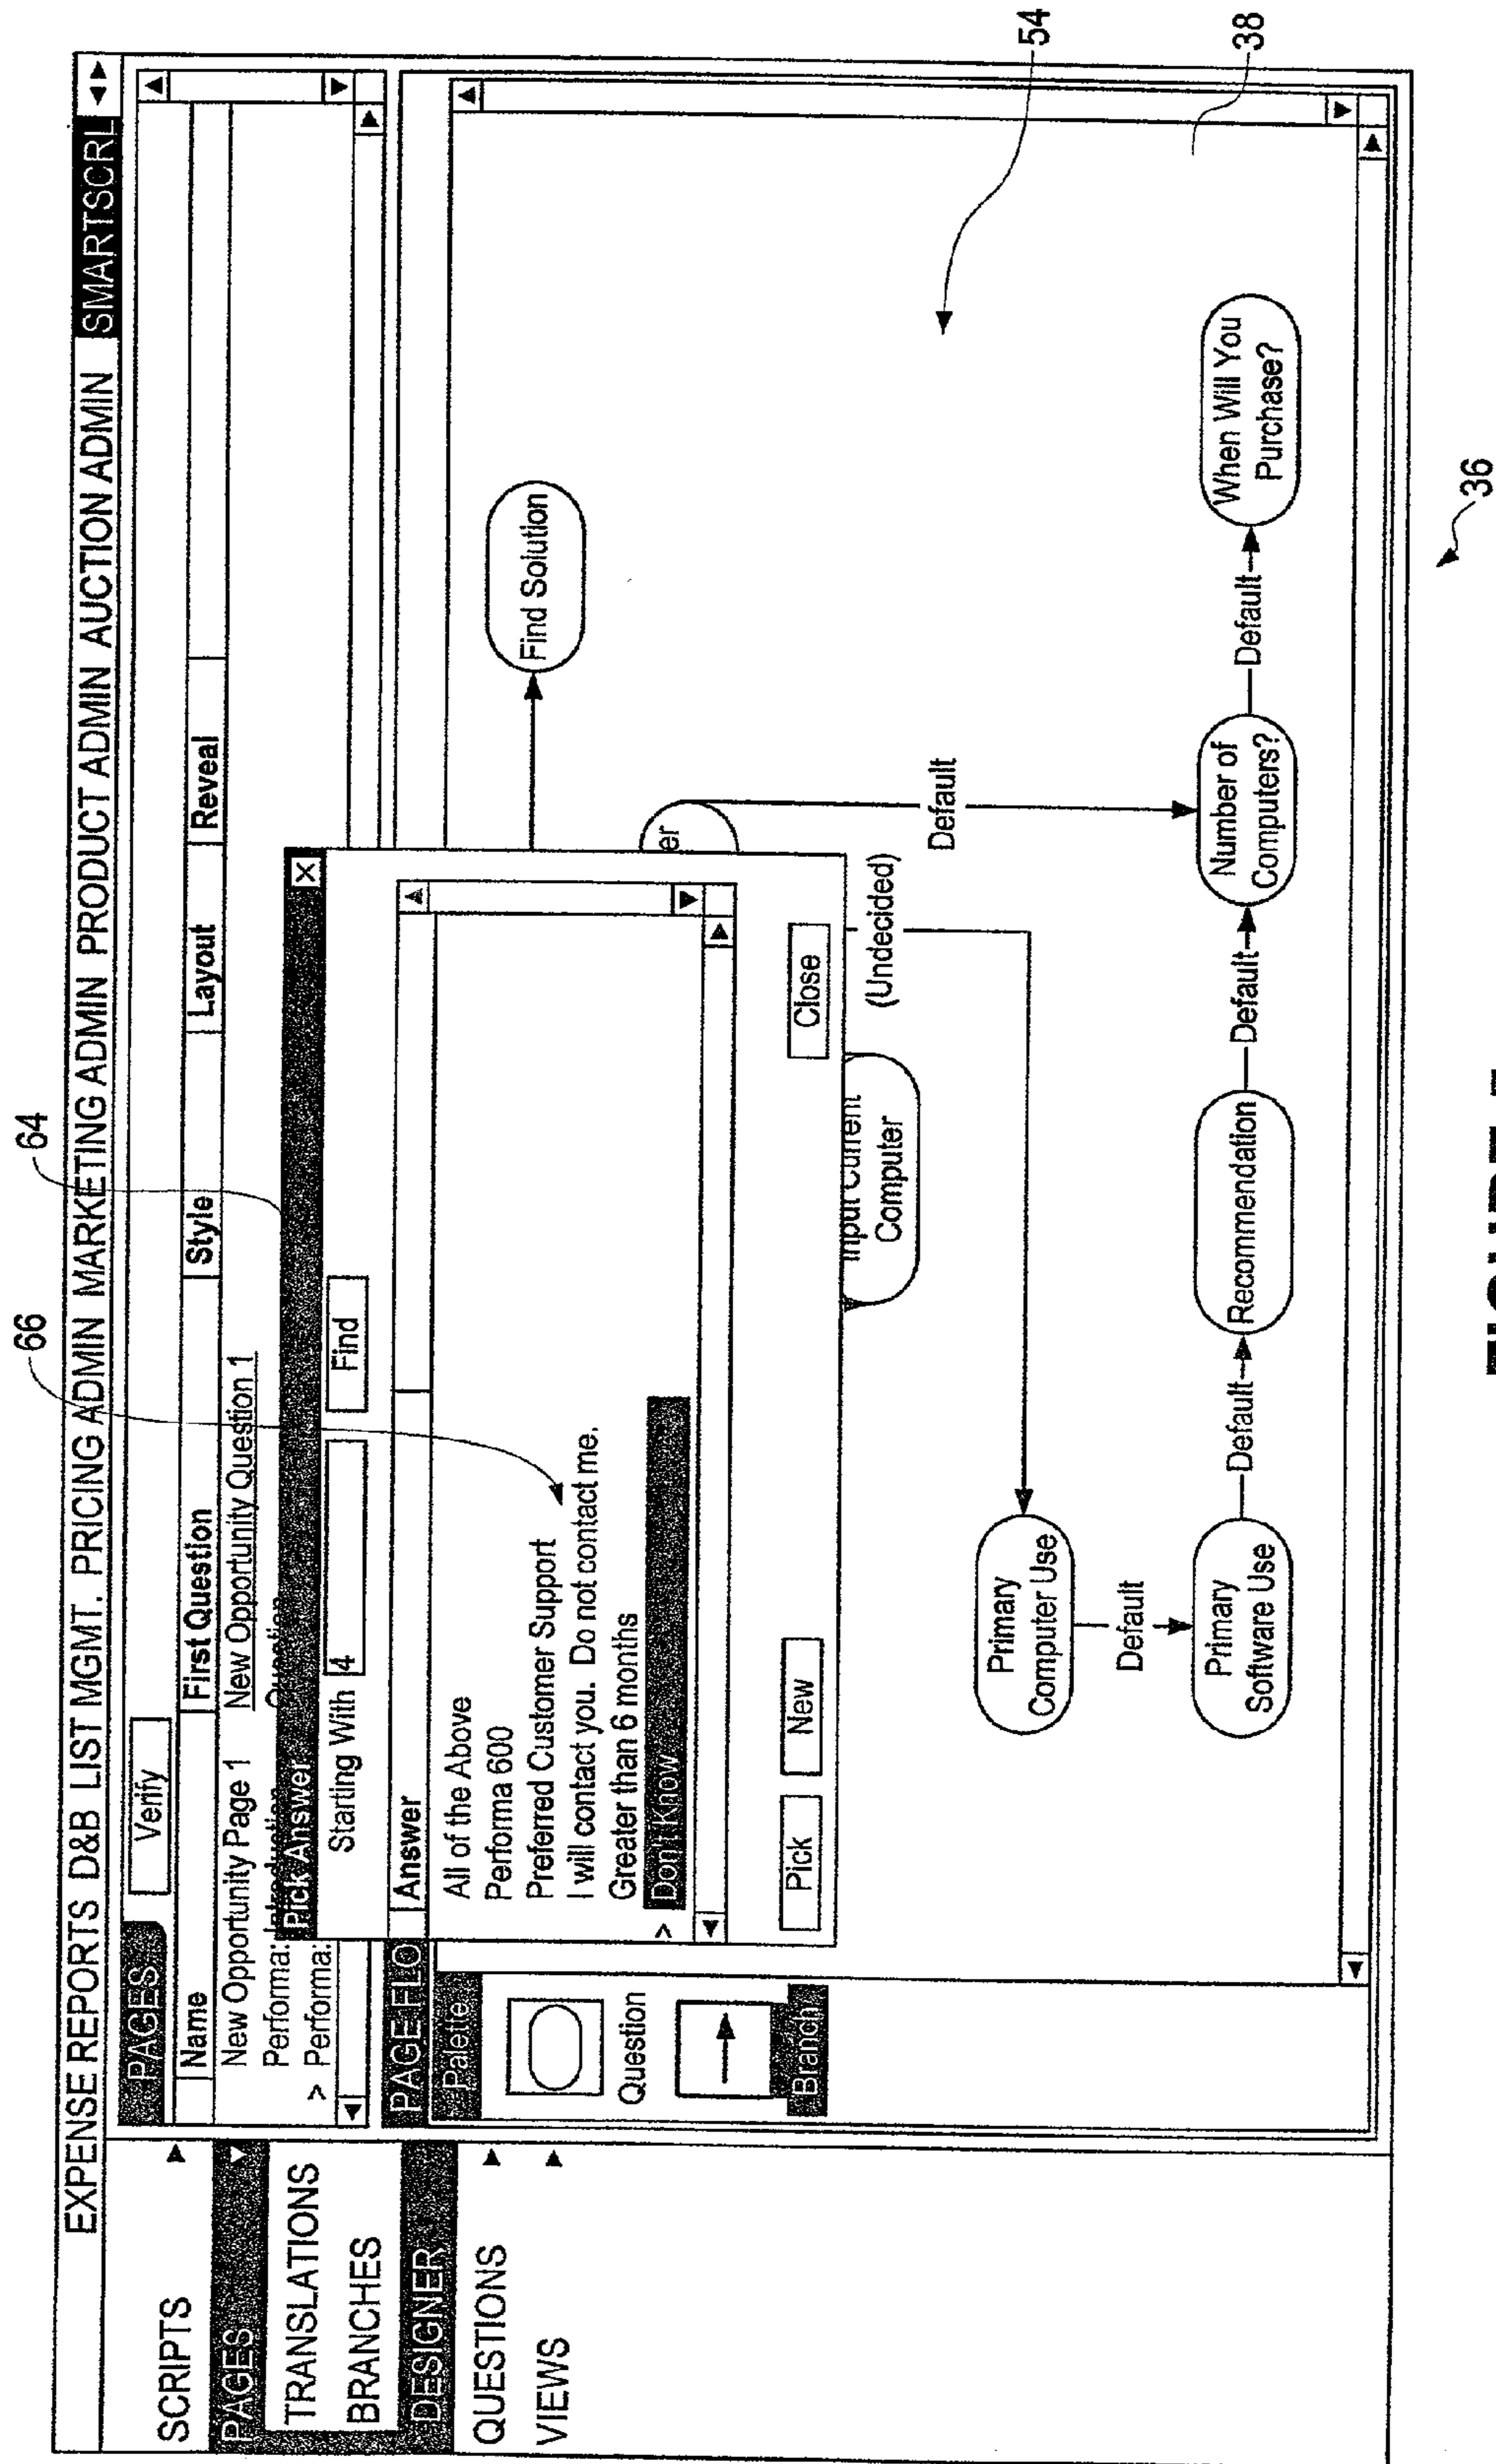 66
64
EXPENSE REPORTS D&B LIST MGMT. PRICING ADMIN MARKETING ADMIN PRODUCT ADMIN AUCTION ADMIN SMARTSCRL
SCRIPTS
PAGES
TRANSLATIONS
BRANCHES
DESIGNER
QUESTIONS
VIEWS
PAGES
Verify
Name First Question Style Layout Reveal
New Opportunity Page 1 New Opportunity Question 1
Performa: Introduction Question
> Performa:
Pick Answer X
Starting With 4 Find
Answer
All of the Above
Performa 600
Preferred Customer Support
I will contact you. Do not contact me.
Greater than 6 months
> Don't Know
Pick New Close
PAGE FLO
Palette
Question
Branch
Find Solution
er
Default
(Undecided)
Input Current
Computer
Primary
Computer Use
Default
Primary
Software Use
Default
Recommendation
Default
Number of
Computers?
Default
When Will You
Purchase?
54
38
36